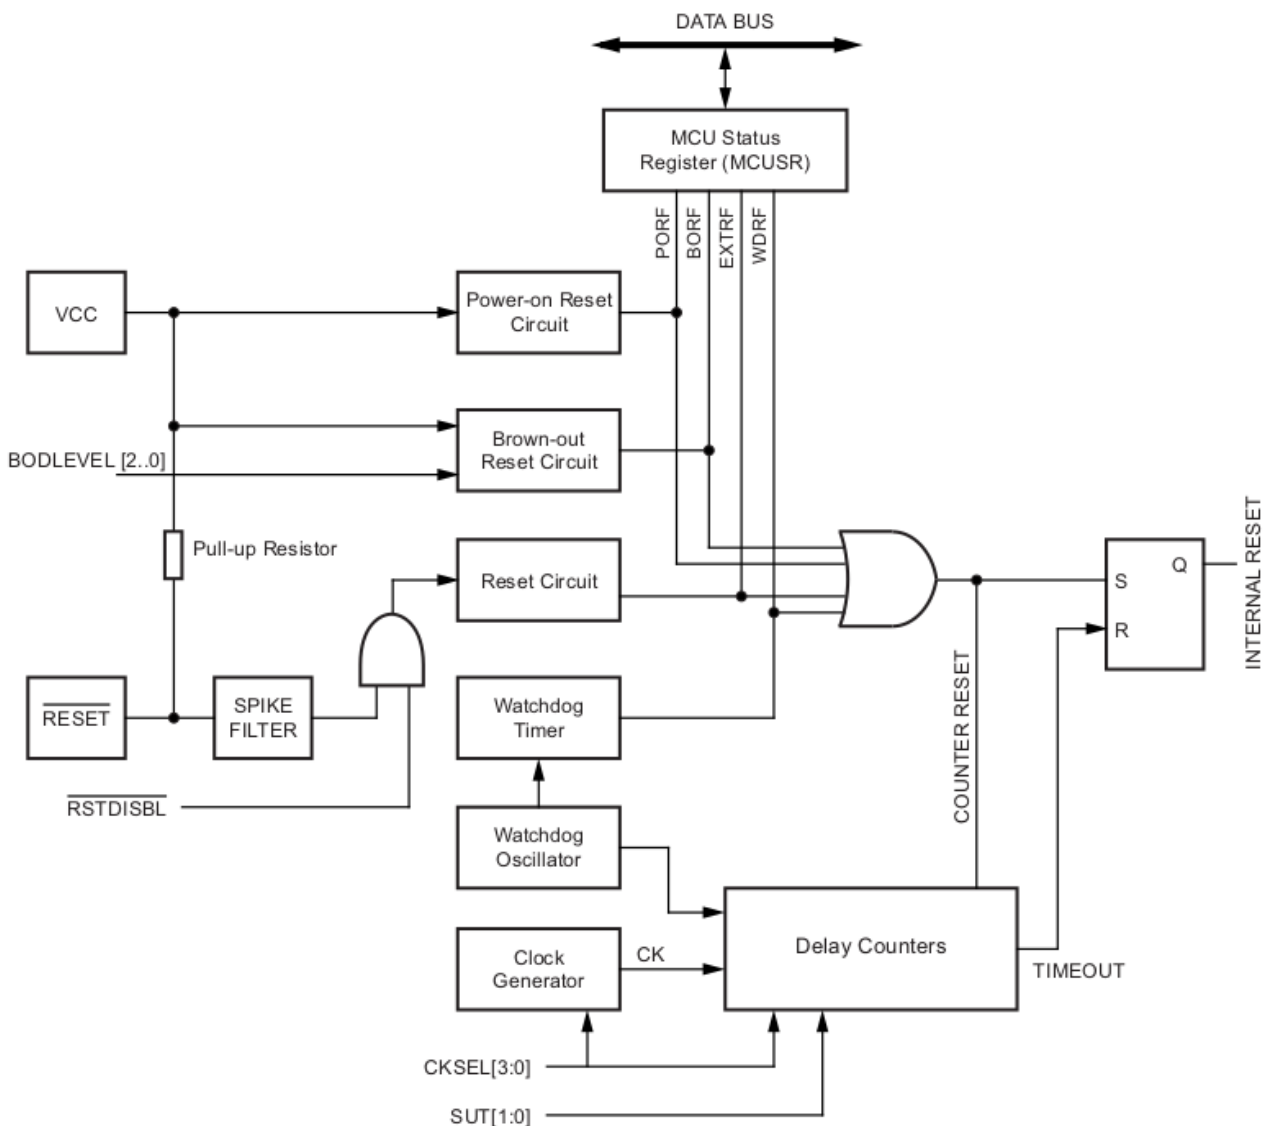 DATA BUS
MCU Status
Register (MCUSR)
PORF
BORF
EXTRF
WDRF
VCC
Power-on Reset
Circuit
Brown-out
Reset Circuit
BODLEVEL [2..0]
Pull-up Resistor
Reset Circuit
S
Q
R
INTERNAL RESET
RESET
SPIKE
FILTER
Watchdog
Timer
COUNTER RESET
RSTDISBL
Watchdog
Oscillator
Delay Counters
Clock
Generator
CK
TIMEOUT
CKSEL[3:0]
SUT[1:0]